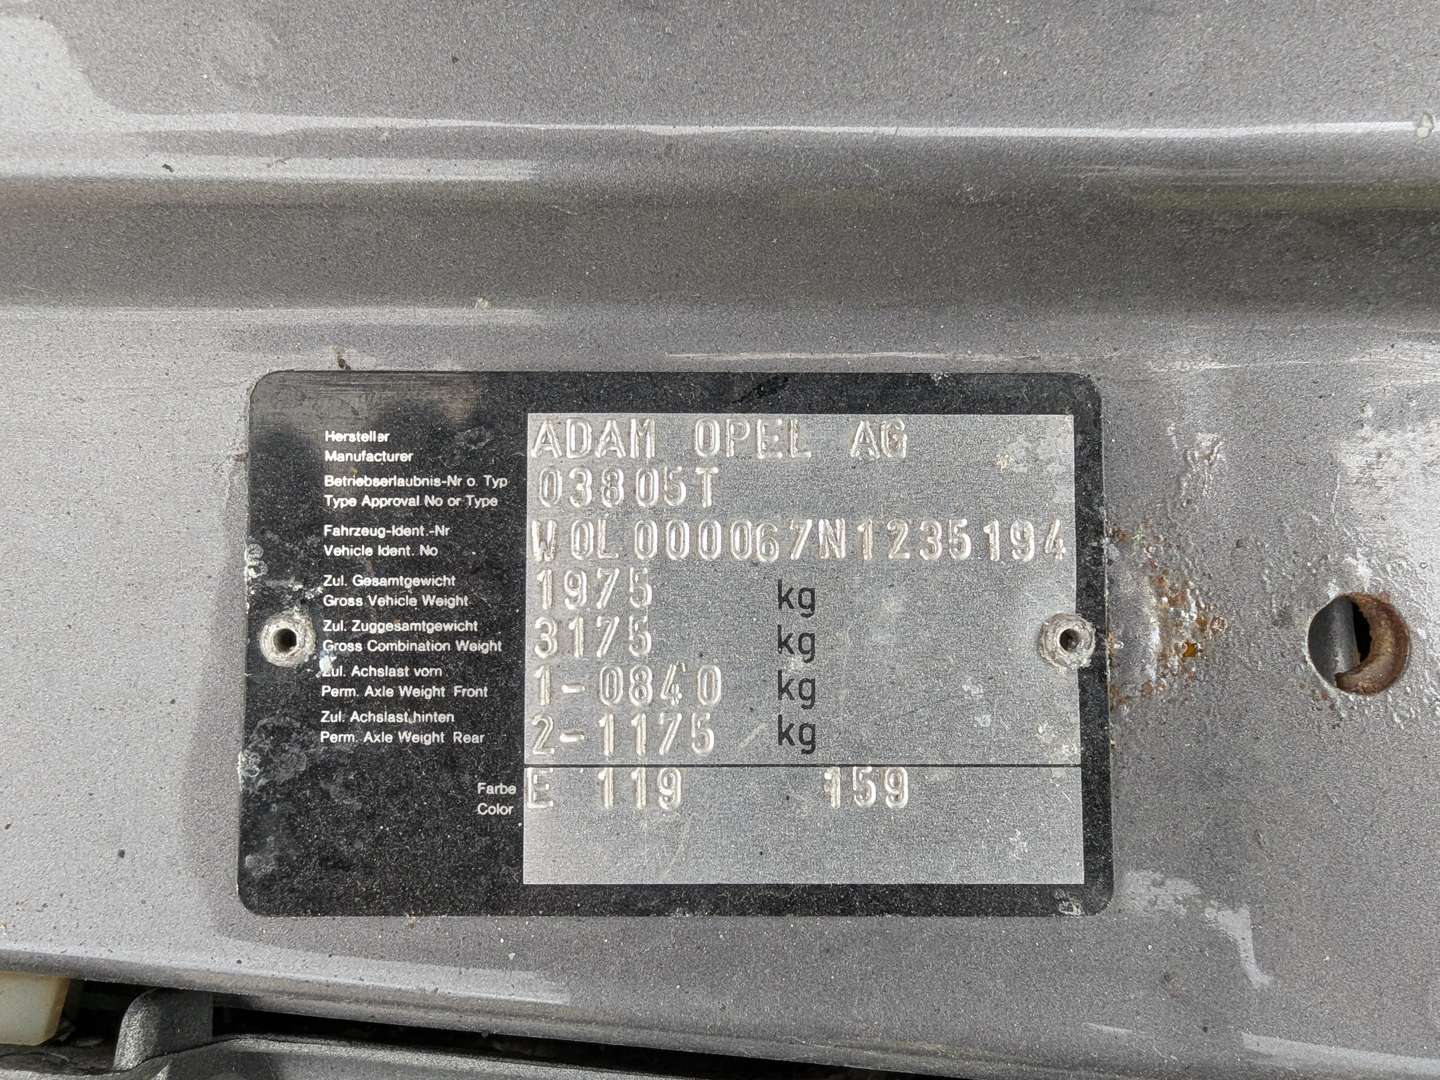 Hersteller
Manufacturer
ADAM OPEL AG
Betriebserlaubnis-Nr o. Typ
Type Approval No or Type
03805T
Fahrzeug-Ident.-Nr
Vehicle Ident. No
W0L000067N1235194
Zul. Gesamtgewicht
Gross Vehicle Weight
1975 kg
Zul. Zuggesamtgewicht
Gross Combination Weight
3175 kg
Zul. Achslast vorn
Perm. Axle Weight Front
1-0840 kg
Zul. Achslast hinten
Perm. Axle Weight Rear
2-1175 kg
Farbe
Color
E 119 159